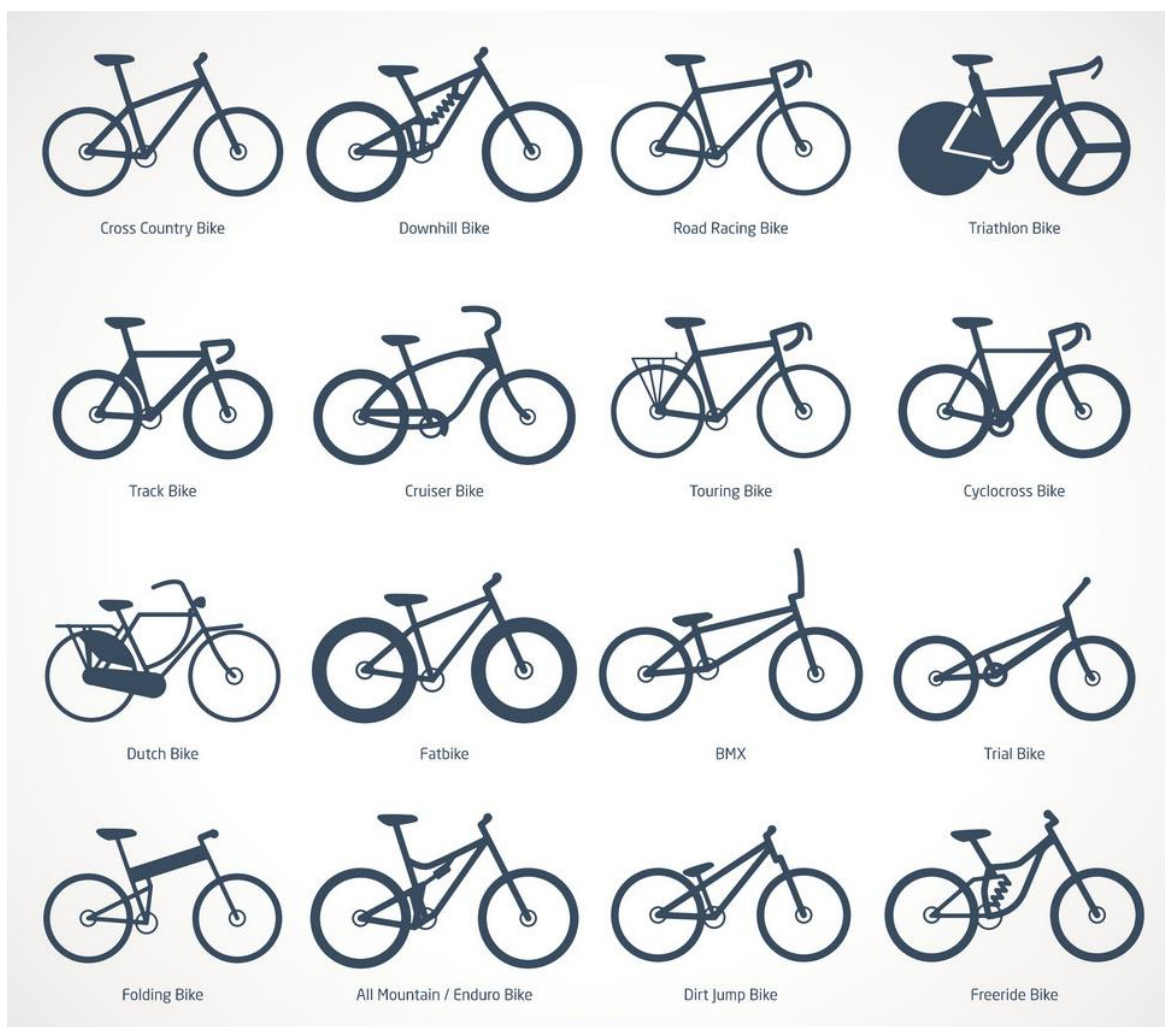 Cross Country Bike
Downhill Bike
Road Racing Bike
Triathlon Bike
Track Bike
Cruiser Bike
Touring Bike
Cyclocross Bike
Dutch Bike
Fatbike
BMX
Trial Bike
Folding Bike
All Mountain / Enduro Bike
Dirt Jump Bike
Freeride Bike